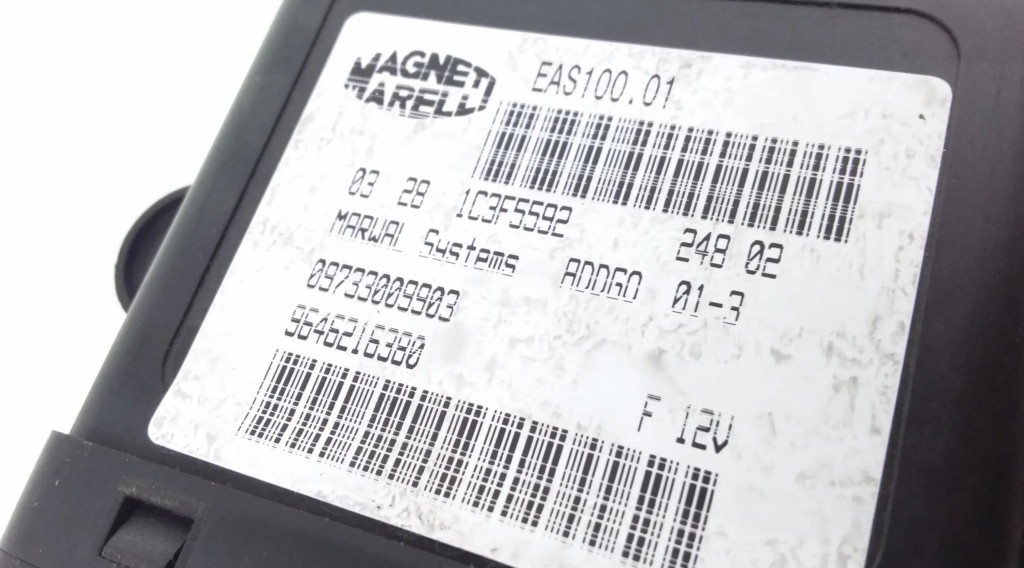 MAGNETI
MARELLI
EAS100.01
03 28 1C3F5592 248 02
MARWAL Systems ADDGO 01-3
09733009903
9646216380
F 12V